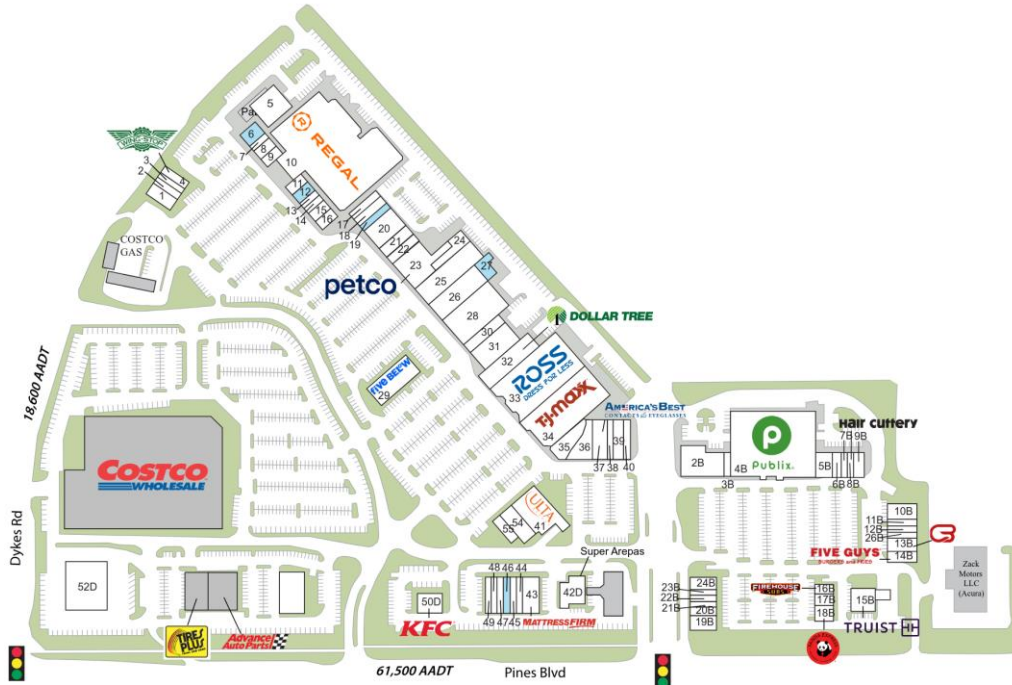 5
Pa
6
7
8
9
10
R
REGAL
WING·STOP
3
2
4
1
11
12
13
14
15
16
17
18
19
20
21
22
23
24
27
25
26
28
30
31
32
COSTCO
GAS
petco
DOLLAR TREE
ROSS
DRESS FOR LESS
T.J.maxx
33
34
35
36
37
38
39
40
five BELOW
29
AMERICA'S BEST
CONTACTS & EYEGLASSES
18,600 AADT
COSTCO
WHOLESALE
Dykes Rd
ULTA
55
54
41
P
Publix.
HAIR CUTTERY
7B
9B
2B
3B
4B
5B
6B
8B
10B
11B
12B
26B
13B
14B
FIVE GUYS
BURGERS and FRIES
Zack
Motors
LLC
(Acura)
52D
TIRES
PLUS
Advance
Auto Parts
50D
KFC
48
46
44
43
49
47
45
MATTRESSFIRM
Super Arepas
42D
24B
23B
22B
21B
20B
19B
FIREHOUSE
SUBS
16B
17B
18B
15B
TRUIST
61,500 AADT
Pines Blvd